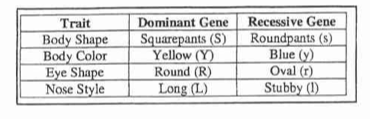 Trait Dominant Gene Recessive Gene
Body Shape Squarepants (S) Roundpants (s)
Body Color Yellow (Y) Blue (y)
Eye Shape Round (R) Oval (r)
Nose Style Long (L) Stubby (l)